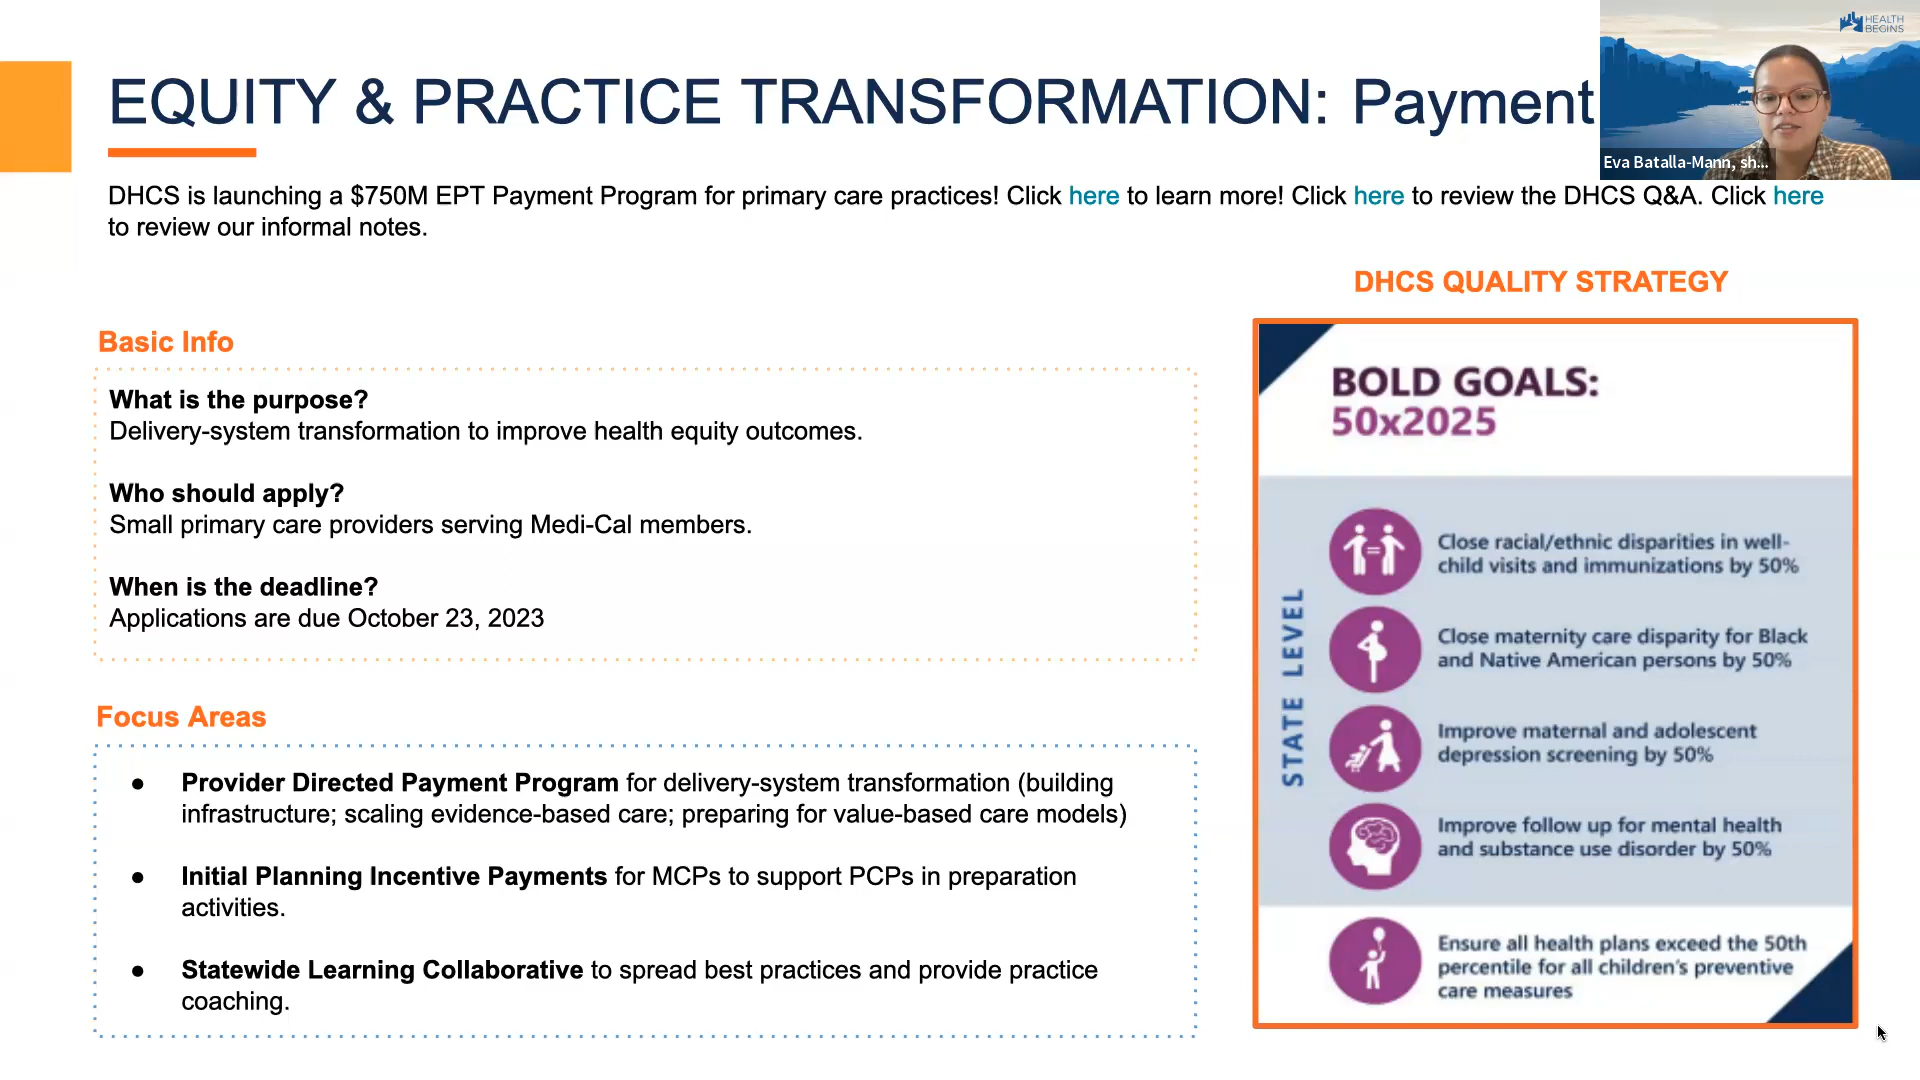 EQUITY & PRACTICE TRANSFORMATION: Payment
HEALTH
BEGINS
Eva Batalla-Mann, sh...
DHCS is launching a $750M EPT Payment Program for primary care practices! Click here to learn more! Click here to review the DHCS Q&A. Click here
to review our informal notes.
Basic Info
What is the purpose?
Delivery-system transformation to improve health equity outcomes.
Who should apply?
Small primary care providers serving Medi-Cal members.
When is the deadline?
Applications are due October 23, 2023
Focus Areas
● Provider Directed Payment Program for delivery-system transformation (building
infrastructure; scaling evidence-based care; preparing for value-based care models)
● Initial Planning Incentive Payments for MCPs to support PCPs in preparation
activities.
● Statewide Learning Collaborative to spread best practices and provide practice
coaching.
DHCS QUALITY STRATEGY
BOLD GOALS:
50x2025
STATE LEVEL
Close racial/ethnic disparities in well-
child visits and immunizations by 50%
Close maternity care disparity for Black
and Native American persons by 50%
Improve maternal and adolescent
depression screening by 50%
Improve follow up for mental health
and substance use disorder by 50%
Ensure all health plans exceed the 50th
percentile for all children's preventive
care measures